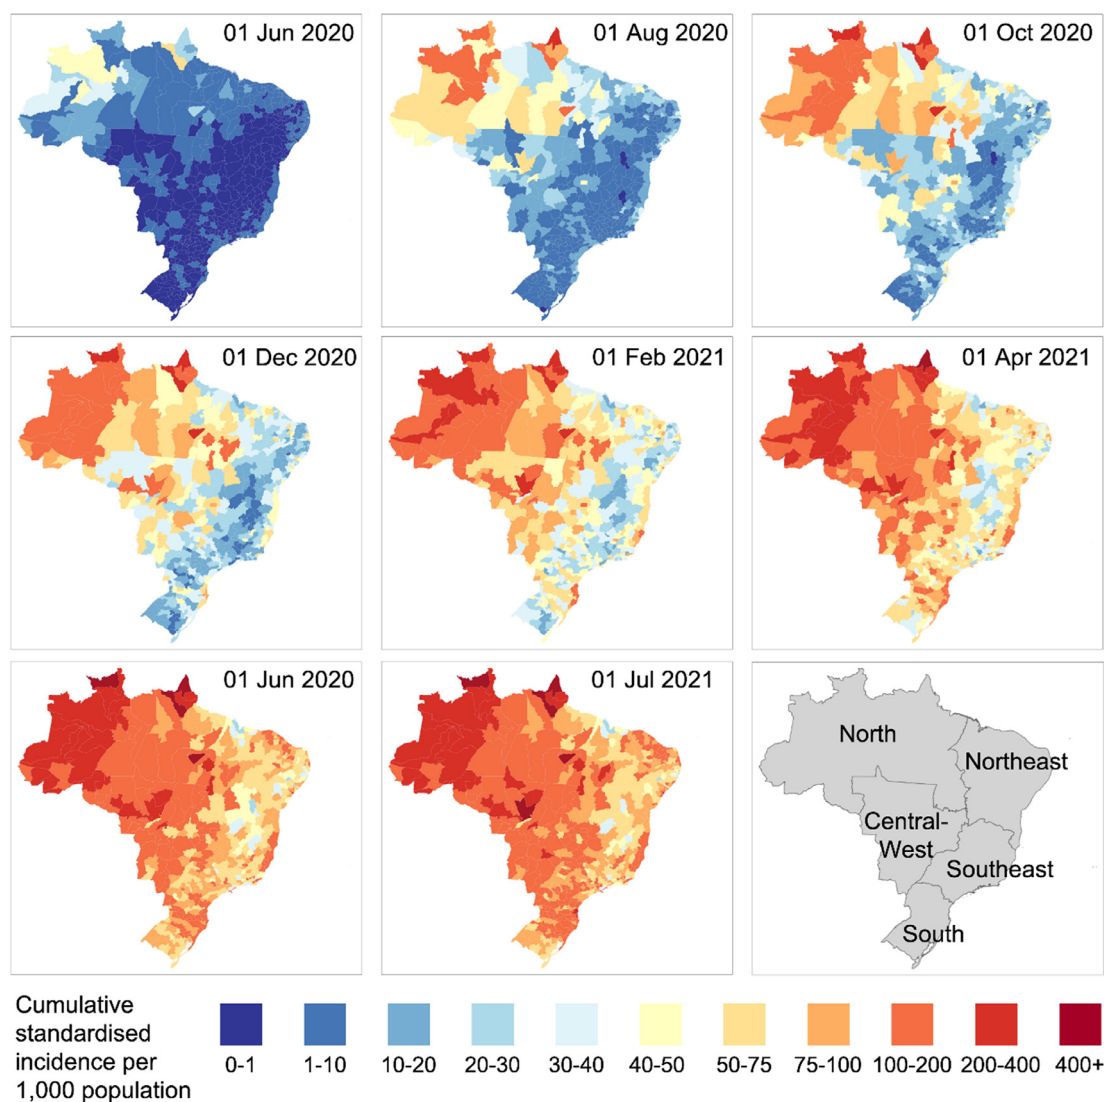 01 Jun 2020
01 Aug 2020
01 Oct 2020
01 Dec 2020
01 Feb 2021
01 Apr 2021
01 Jun 2020
01 Jul 2021
North
Northeast
Central-
West
Southeast
South
Cumulative
standardised
incidence per
1,000 population
0-1
1-10
10-20
20-30
30-40
40-50
50-75
75-100
100-200
200-400
400+